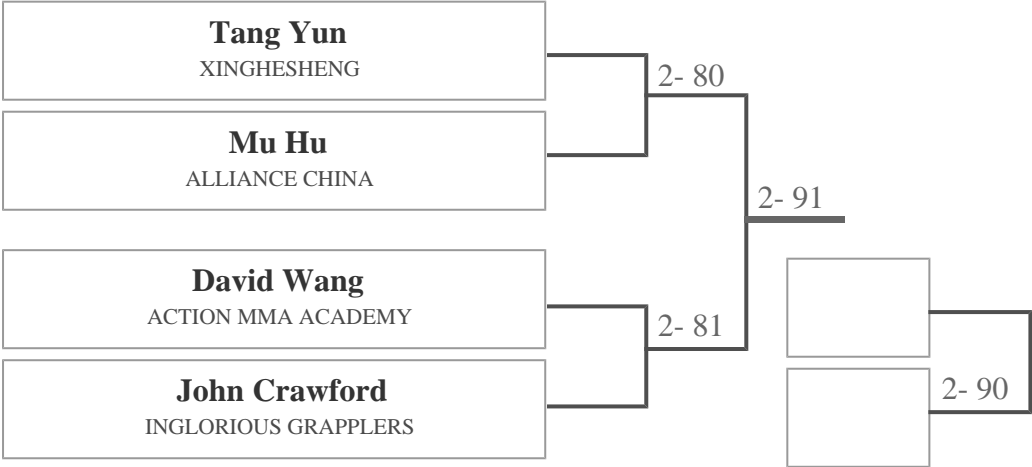 Tang Yun
XINGHESHENG
2- 80
Mu Hu
ALLIANCE CHINA
2- 91
David Wang
ACTION MMA ACADEMY
2- 81
John Crawford
INGLORIOUS GRAPPLERS
2- 90